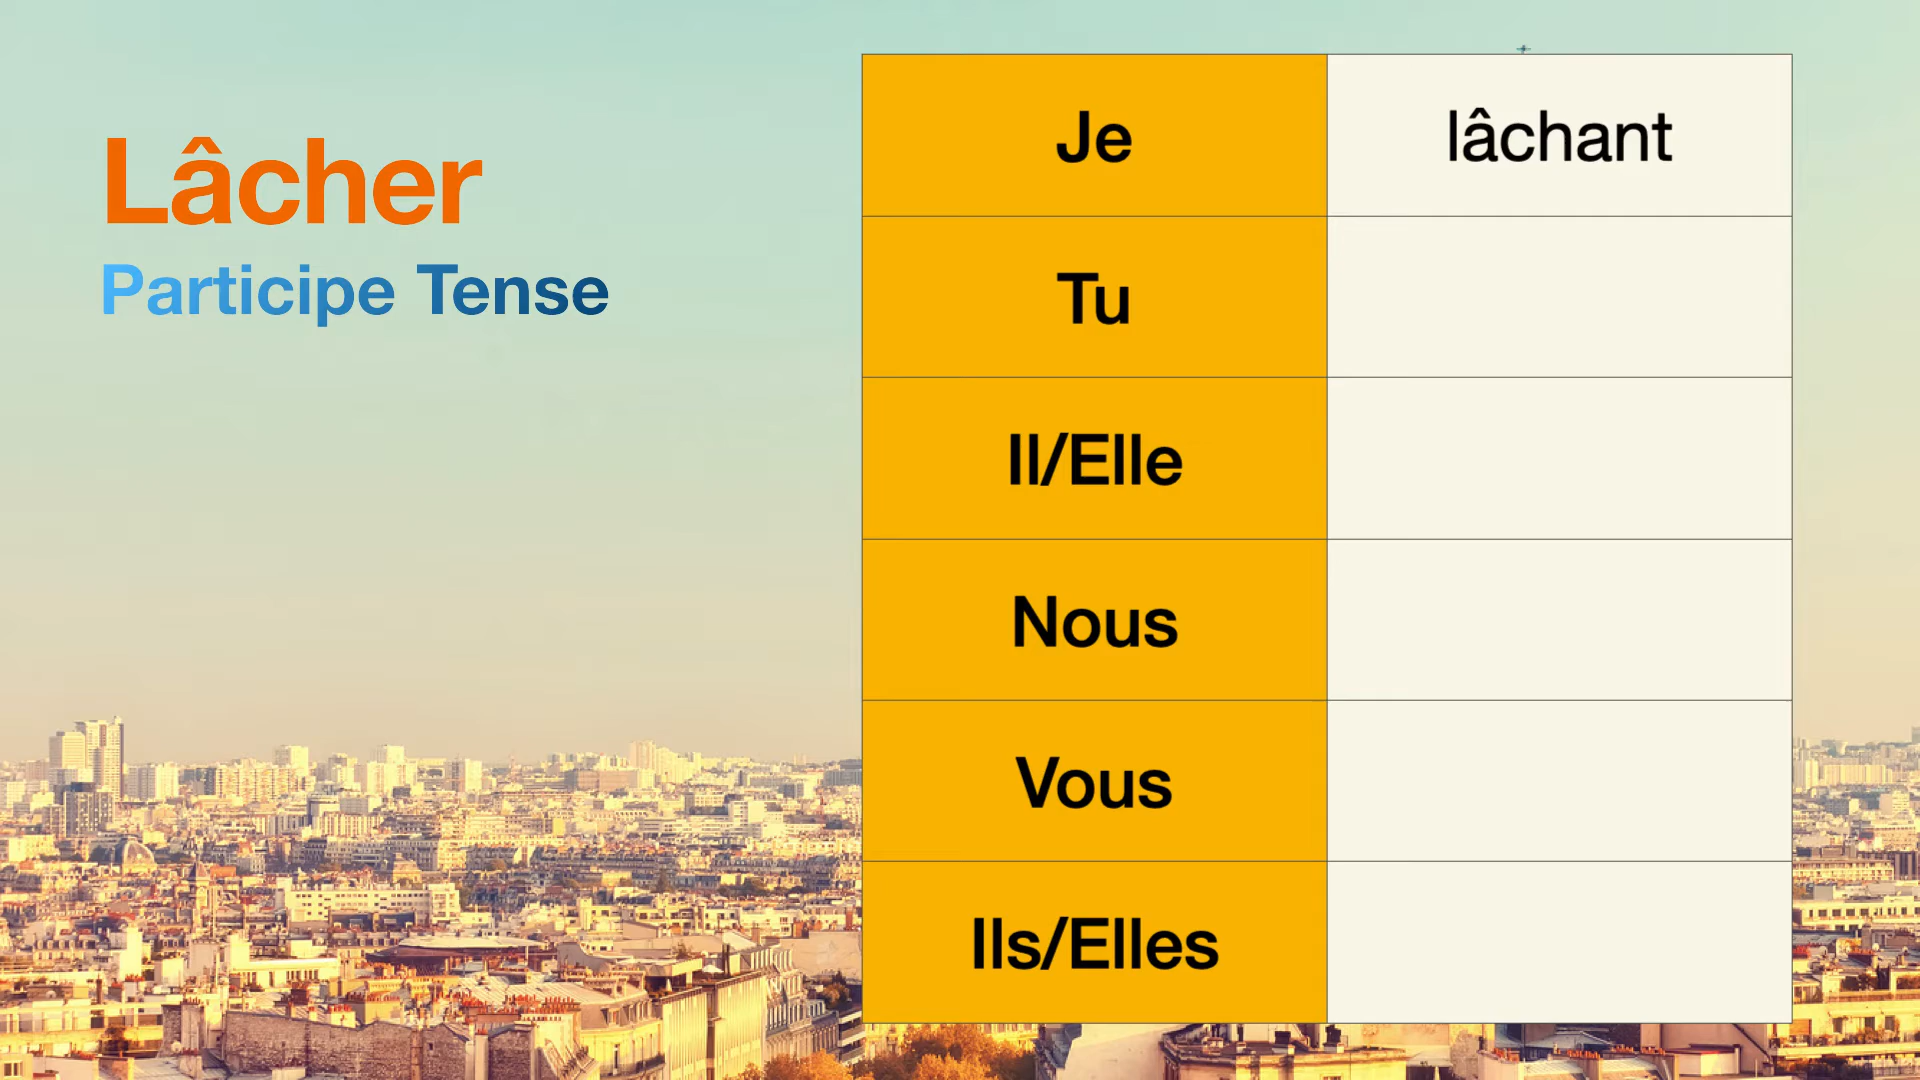 Lâcher
Participe Tense
Je lâchant
Tu
Il/Elle
Nous
Vous
Ils/Elles